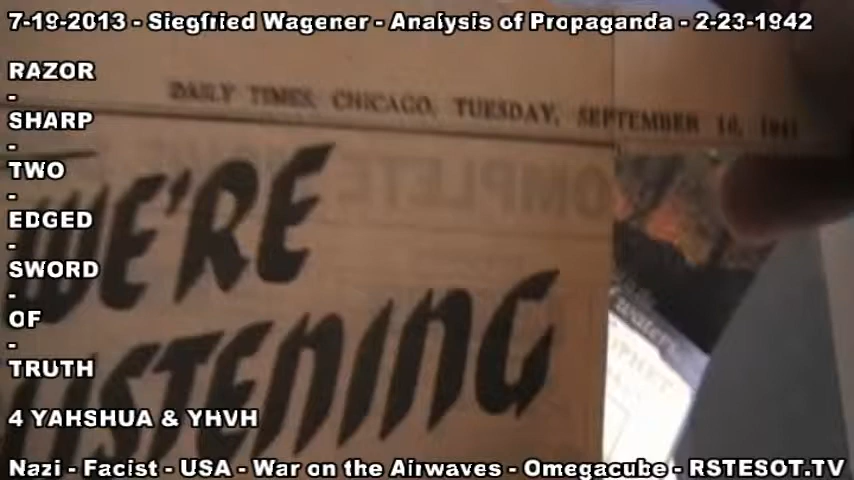 7-19-2013 - Siegfried Wagener - Analysis of Propaganda - 2-23-1942
RAZOR
-
SHARP
-
TWO
-
EDGED
-
SWORD
-
OF
-
TRUTH
4 YAHSHUA & YHVH
DAILY TIMES, CHICAGO, TUESDAY, SEPTEMBER 16, 1941
WE'RE
LISTENING
Nazi - Facist - USA - War on the Airwaves - Omegacube - RSTESOT.TV